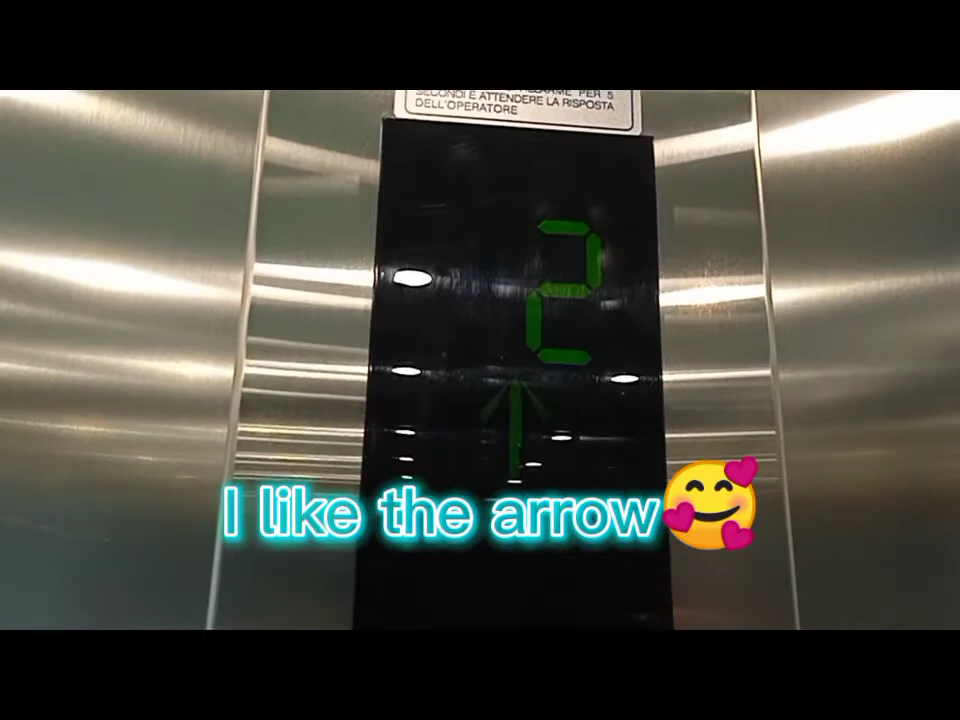 PER 5
SECONDI E ATTENDERE LA RISPOSTA
DELL'OPERATORE
2
I like the arrow🥰